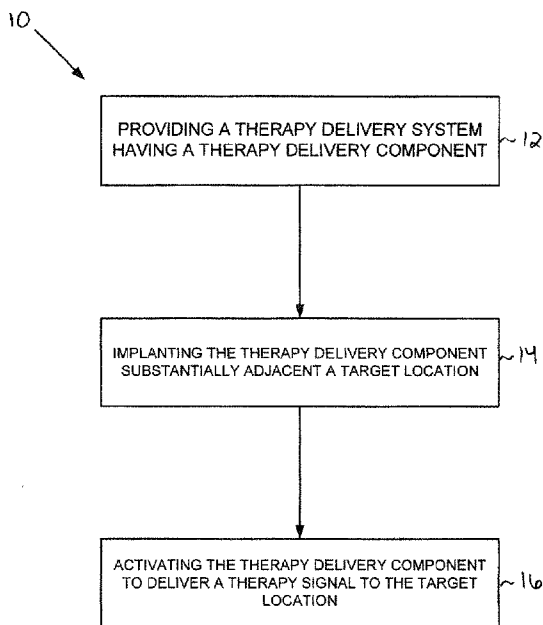 10
PROVIDING A THERAPY DELIVERY SYSTEM
HAVING A THERAPY DELIVERY COMPONENT
~12
IMPLANTING THE THERAPY DELIVERY COMPONENT
SUBSTANTIALLY ADJACENT A TARGET LOCATION
~14
ACTIVATING THE THERAPY DELIVERY COMPONENT
TO DELIVER A THERAPY SIGNAL TO THE TARGET
LOCATION
~16